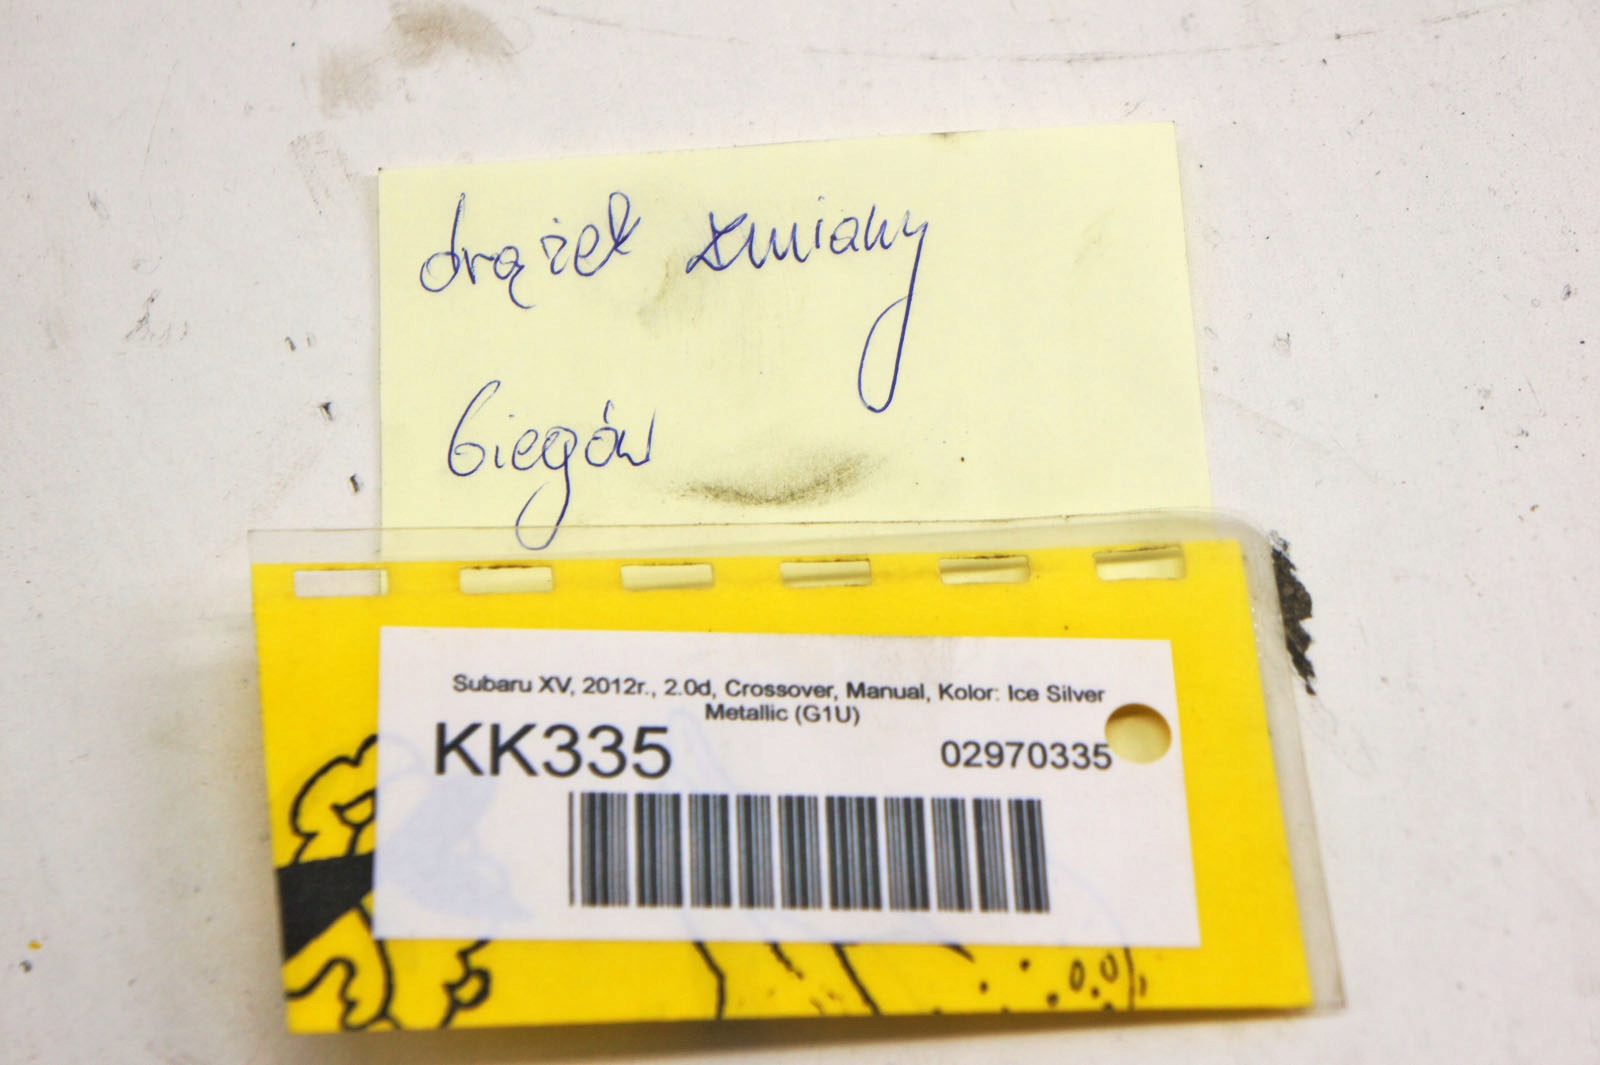 drążek zmiany
biegów
Subaru XV, 2012r., 2.0d, Crossover, Manual, Kolor: Ice Silver
Metallic (G1U)
KK335
02970335